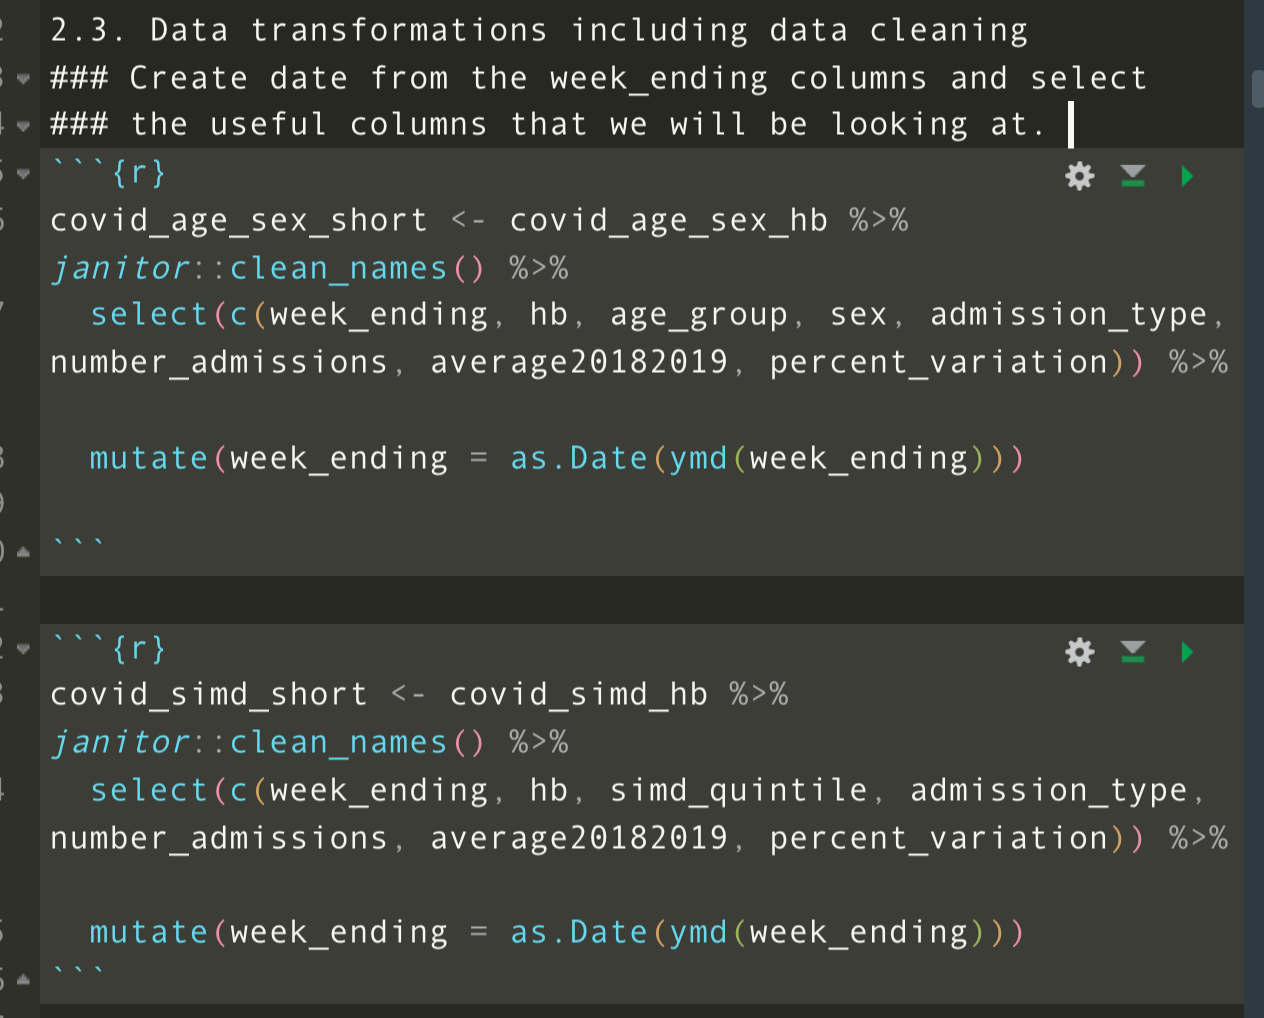 2.3. Data transformations including data cleaning
### Create date from the week_ending columns and select
### the useful columns that we will be looking at.
```{r}
covid_age_sex_short <- covid_age_sex_hb %>%
janitor::clean_names() %>%
  select(c(week_ending, hb, age_group, sex, admission_type,
number_admissions, average20182019, percent_variation)) %>%
  mutate(week_ending = as.Date(ymd(week_ending)))
```
```{r}
covid_simd_short <- covid_simd_hb %>%
janitor::clean_names() %>%
  select(c(week_ending, hb, simd_quintile, admission_type,
number_admissions, average20182019, percent_variation)) %>%
  mutate(week_ending = as.Date(ymd(week_ending)))
```